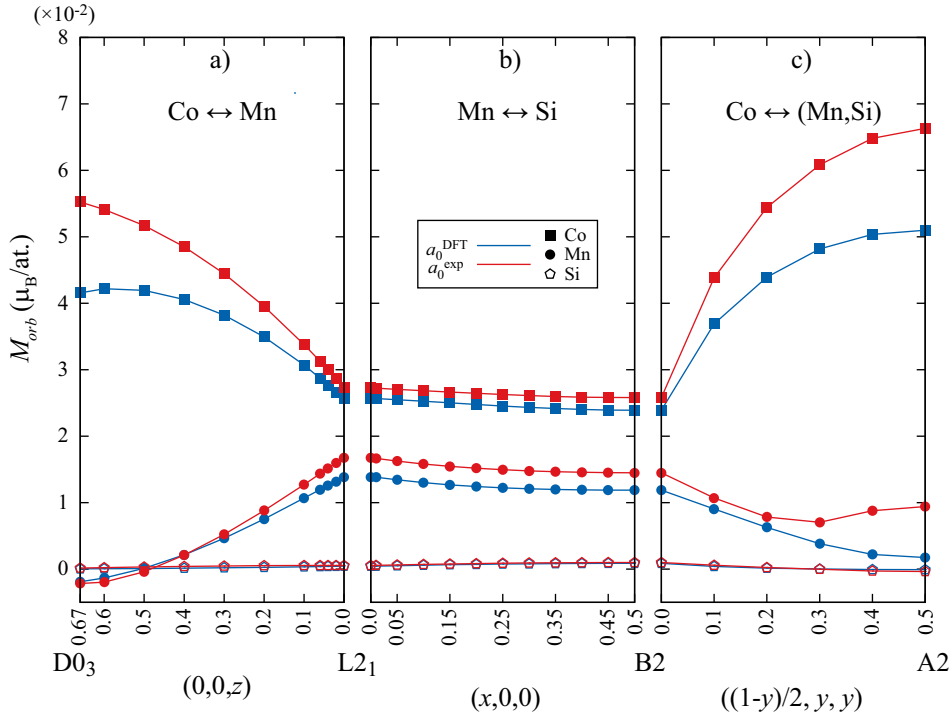 (×10-2)
a) b) c)
Co ↔ Mn Mn ↔ Si Co ↔ (Mn,Si)
Morb (μB/at.)
8
7
6
5
4
3
2
1
0
a0DFT
a0exp
Co
Mn
Si
0.67 0.6 0.5 0.4 0.3 0.2 0.1 0.0
0.0 0.05 0.15 0.25 0.35 0.45 0.5
0.0 0.1 0.2 0.3 0.4 0.5
D03 L21 B2 A2
(0,0,z) (x,0,0) ((1-y)/2, y, y)